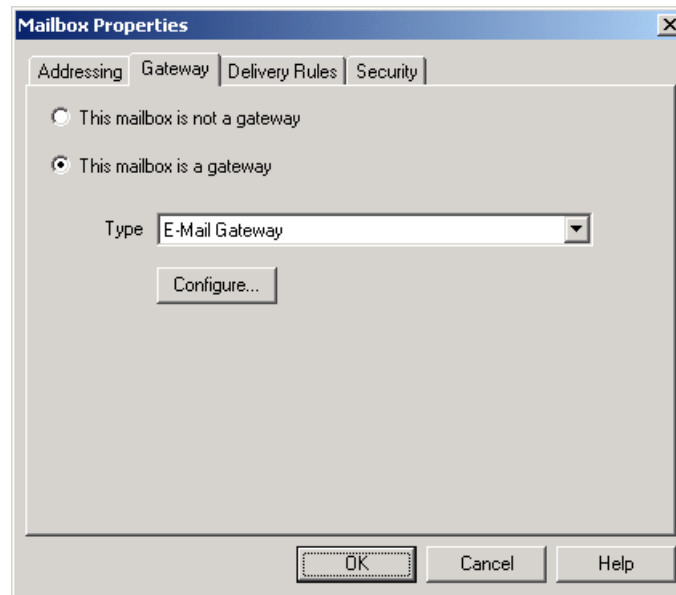 Mailbox Properties
Addressing Gateway Delivery Rules Security
This mailbox is not a gateway
This mailbox is a gateway
Type E-Mail Gateway
Configure...
OK Cancel Help